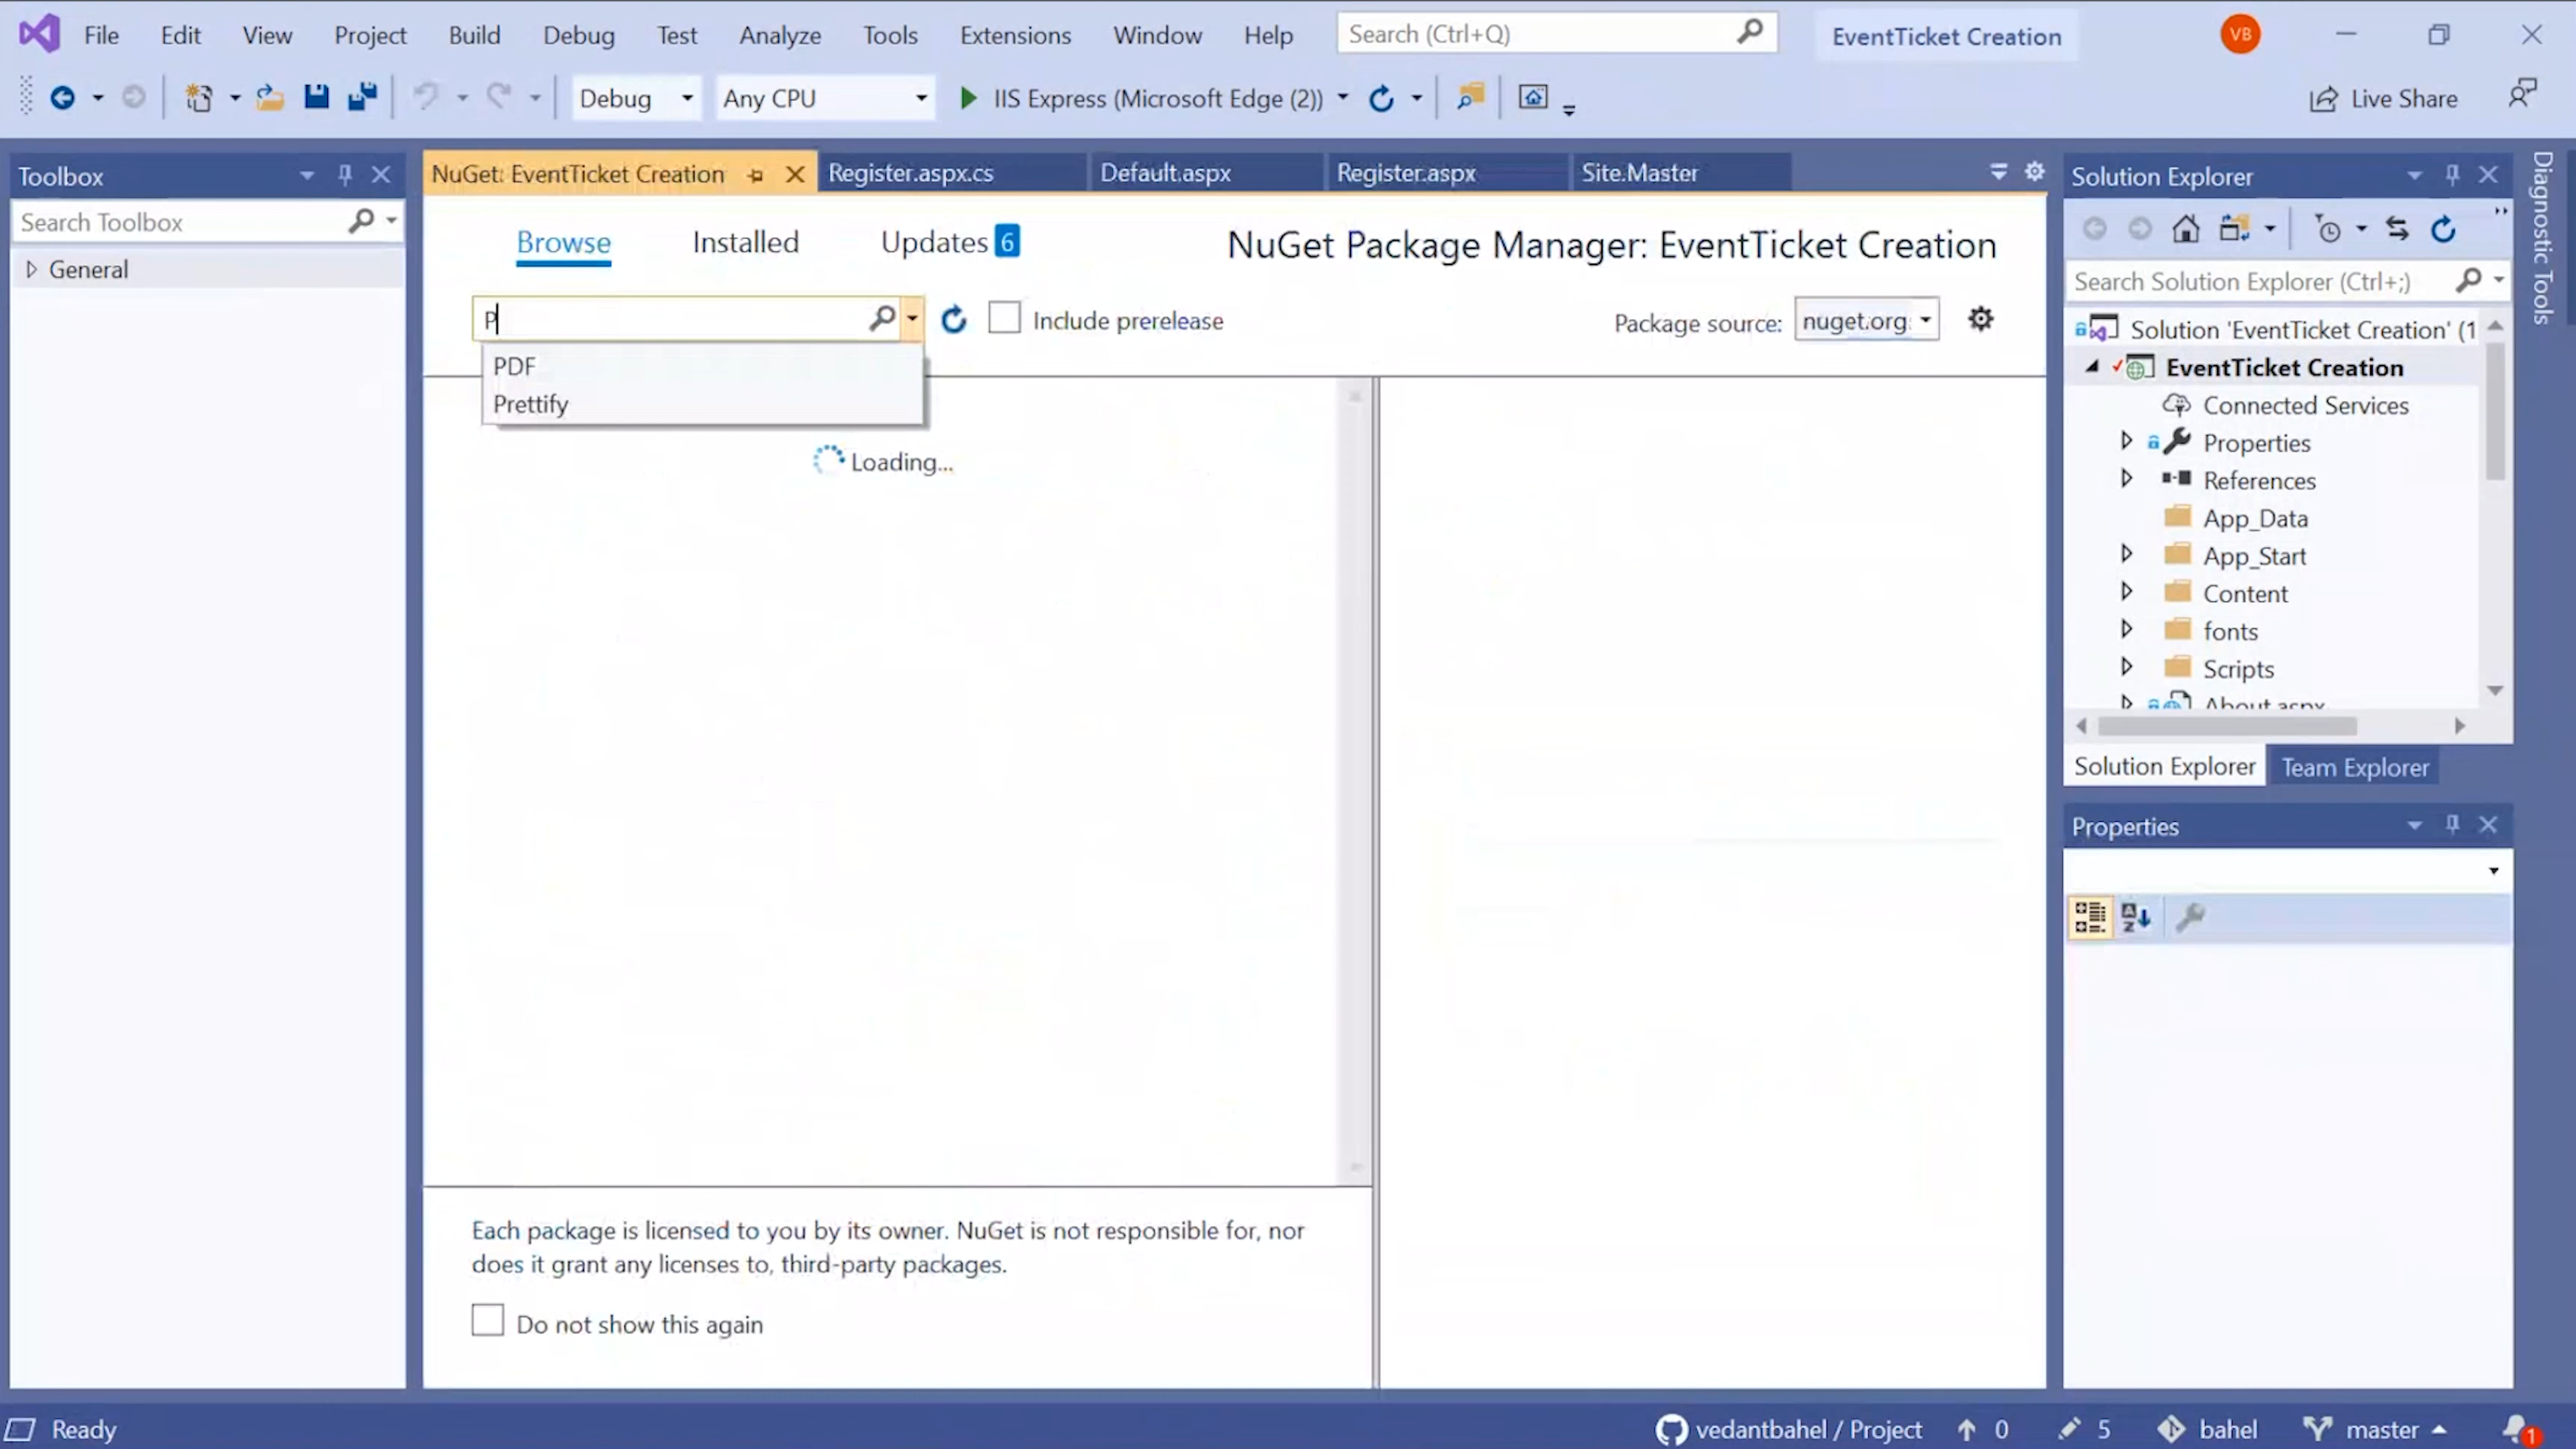 File Edit View Project Build Debug Test Analyze Tools Extensions Window Help Search (Ctrl+Q) EventTicket Creation VB
Debug Any CPU IIS Express (Microsoft Edge (2)) Live Share
Toolbox
Search Toolbox
General
NuGet: EventTicket Creation Register.aspx.cs Default.aspx Register.aspx Site.Master
Browse Installed Updates 6 NuGet Package Manager: EventTicket Creation
P Include prerelease Package source: nuget.org
PDF
Prettify
Loading...
Each package is licensed to you by its owner. NuGet is not responsible for, nor
does it grant any licenses to, third-party packages.
Do not show this again
Solution Explorer
Search Solution Explorer (Ctrl+;)
Solution 'EventTicket Creation' (1
EventTicket Creation
Connected Services
Properties
References
App_Data
App_Start
Content
fonts
Scripts
About.aspx
Solution Explorer Team Explorer
Properties
Diagnostic Tools
Ready vedantbahel / Project 0 5 bahel master 1